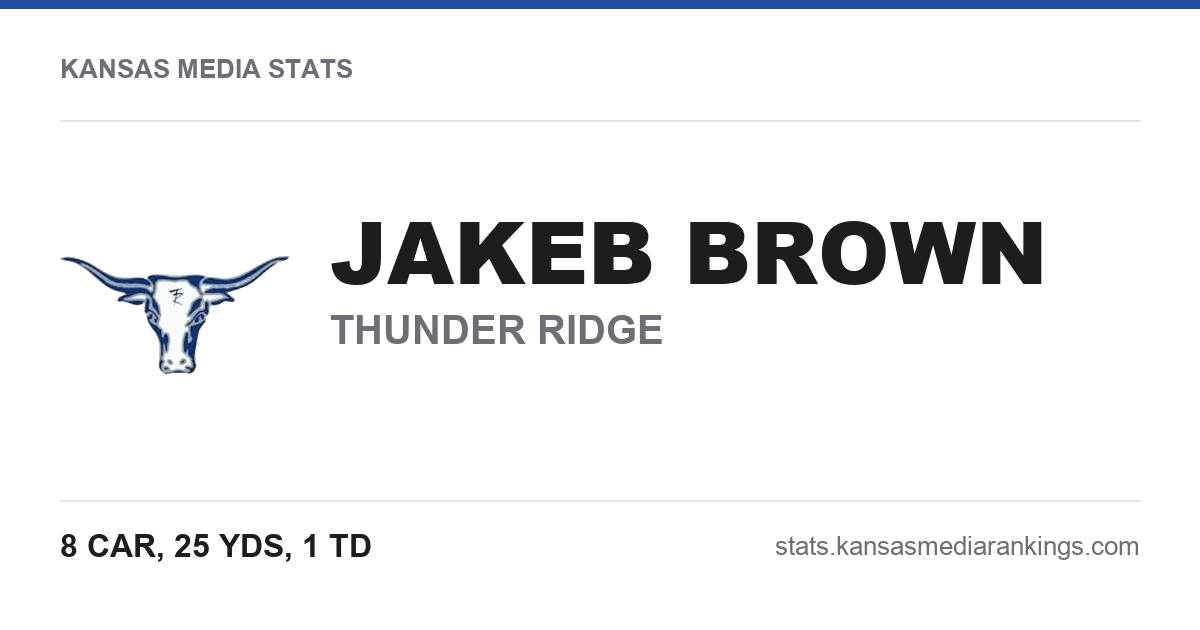 KANSAS MEDIA STATS
JAKEB BROWN
THUNDER RIDGE
8 CAR, 25 YDS, 1 TD
stats.kansasmediarankings.com